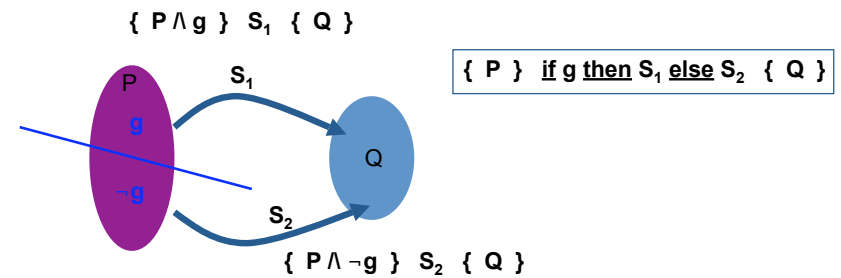 { P /\ g } S₁ { Q }
{ P } if g then S₁ else S₂ { Q }
P
S₁
g
Q
¬g
S₂
{ P /\ ¬g } S₂ { Q }